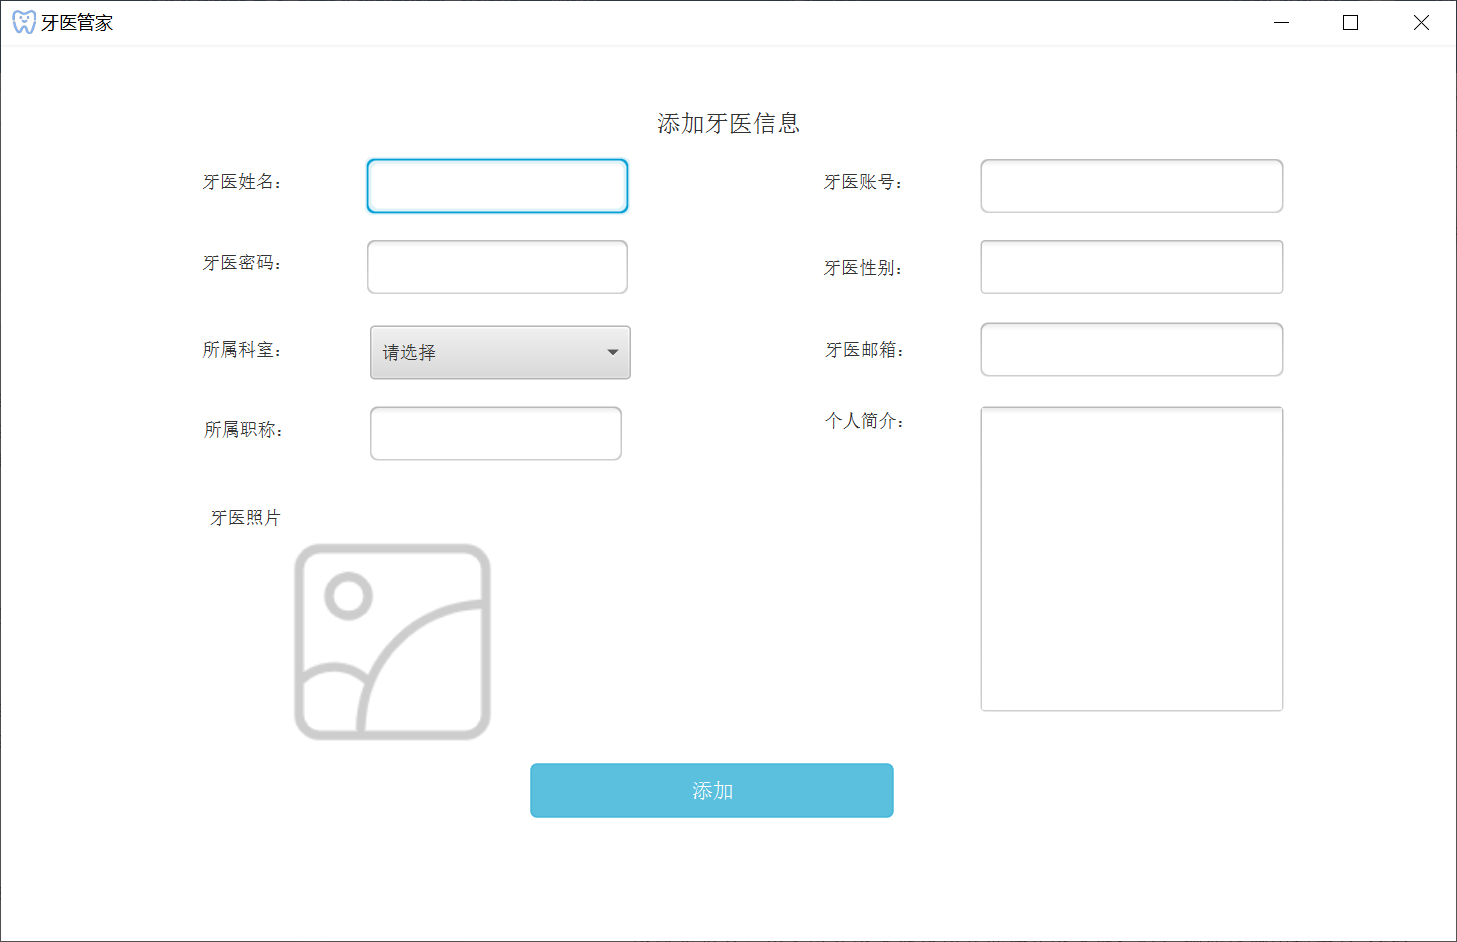 牙医管家
添加牙医信息
牙医姓名：
牙医账号：
牙医密码：
牙医性别：
所属科室：
请选择
牙医邮箱：
所属职称：
个人简介：
牙医照片
添加